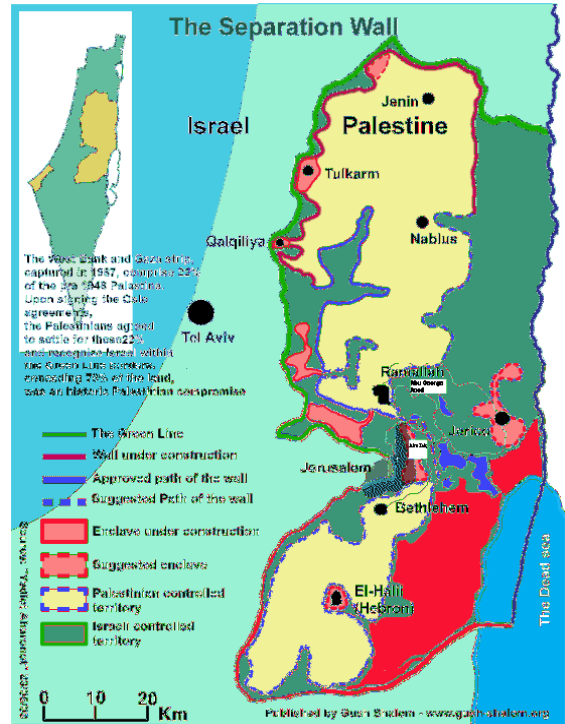 The Separation Wall
Israel
Palestine
Jenin
Tulkarm
Qalqiliya
Nablus
The West Bank and Gaza strip,
captured in 1967, comprise 22%
of the pre 1948 Palestine.
Upon signing the Oslo
agreements,
the Palestinians agreed
to settle for these 22%
and recognize Israel within
the Green Line borders,
conceding 78% of the land,
was an historic Palestinian compromise
Tel Aviv
Ramallah
Jericho
Jerusalem
Bethlehem
El-Halil
(Hebron)
The Dead sea
The Green Line
Wall under construction
Approved path of the wall
Suggested Path of the wall
Enclave under construction
Suggested enclave
Palestinian controlled
territory
Israeli controlled
territory
0 10 20
Km
Published by Gush Shalom - www.gush-shalom.org